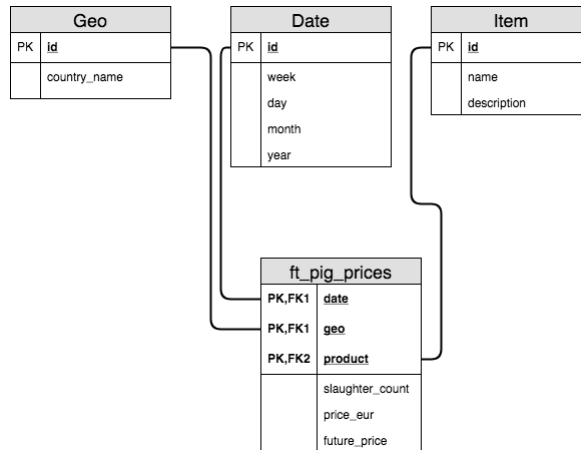 Geo
PK id
country_name
Date
PK id
week
day
month
year
Item
PK id
name
description
ft_pig_prices
PK,FK1 date
PK,FK1 geo
PK,FK2 product
slaughter_count
price_eur
future_price